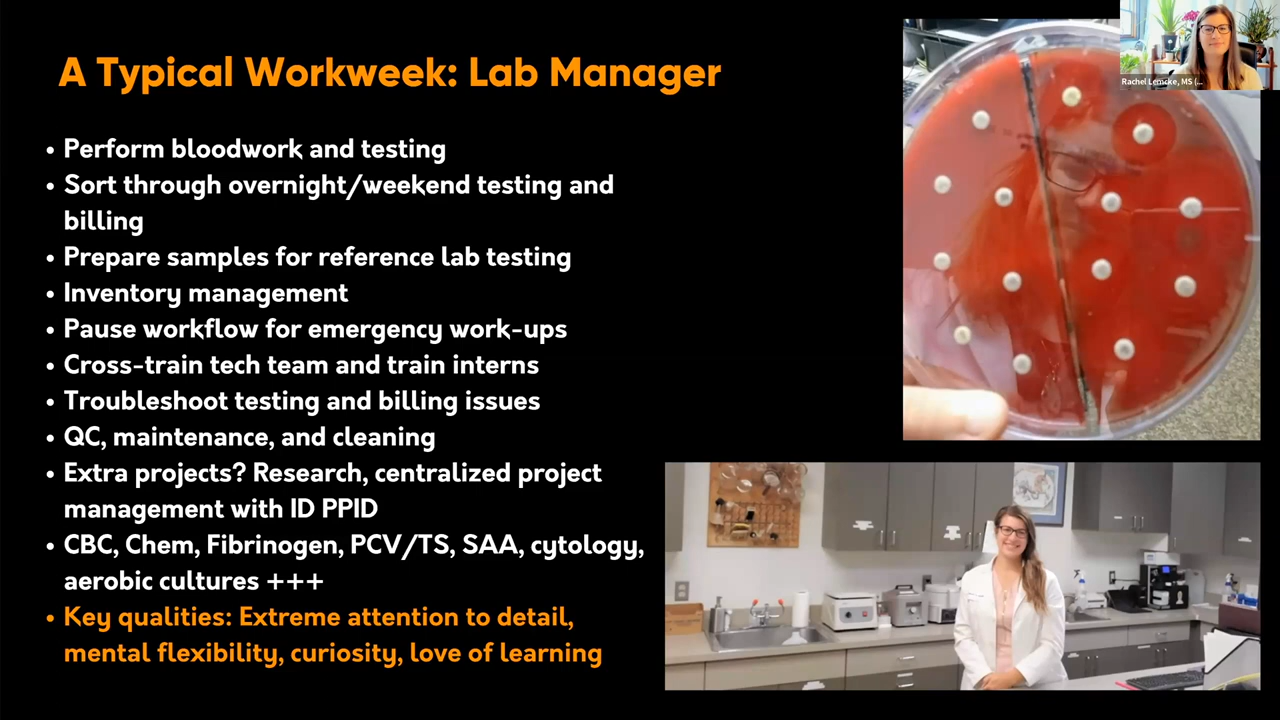 A Typical Workweek: Lab Manager
• Perform bloodwork and testing
• Sort through overnight/weekend testing and
billing
• Prepare samples for reference lab testing
• Inventory management
• Pause workflow for emergency work-ups
• Cross-train tech team and train interns
• Troubleshoot testing and billing issues
• QC, maintenance, and cleaning
• Extra projects? Research, centralized project
management with ID PPID
• CBC, Chem, Fibrinogen, PCV/TS, SAA, cytology,
aerobic cultures +++
• Key qualities: Extreme attention to detail,
mental flexibility, curiosity, love of learning
Rachel Lemcke, MS (...